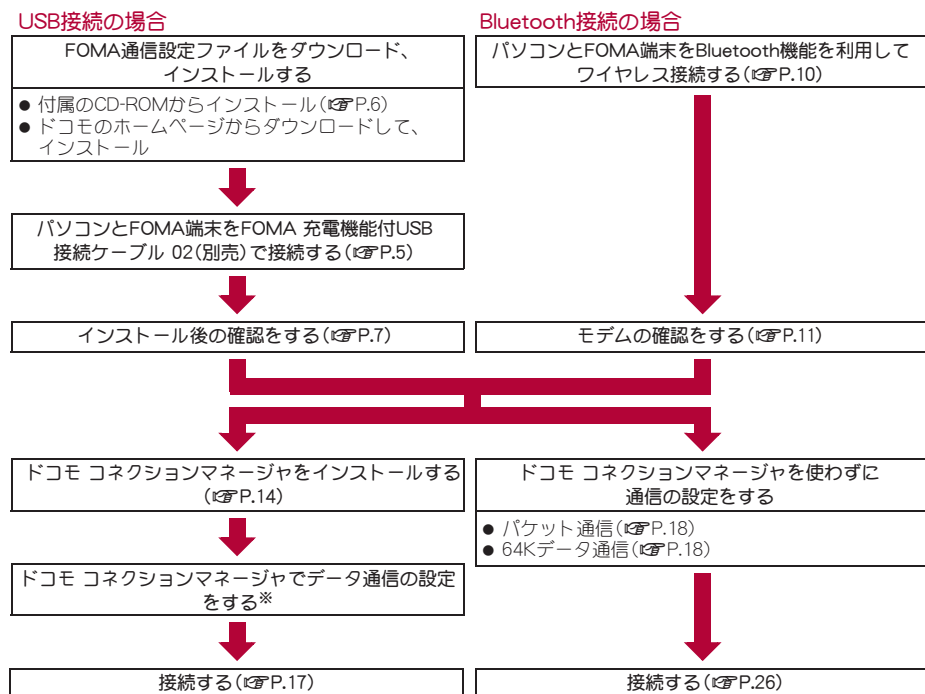 USB接続の場合
FOMA通信設定ファイルをダウンロード、
インストールする
● 付属のCD-ROMからインストール(☞P.6)
● ドコモのホームページからダウンロードして、
インストール
パソコンとFOMA端末をFOMA 充電機能付USB
接続ケーブル 02(別売)で接続する(☞P.5)
インストール後の確認をする(☞P.7)
Bluetooth接続の場合
パソコンとFOMA端末をBluetooth機能を利用して
ワイヤレス接続する(☞P.10)
モデムの確認をする(☞P.11)
ドコモ コネクションマネージャをインストールする
(☞P.14)
ドコモ コネクションマネージャでデータ通信の設定
をする※
接続する(☞P.17)
ドコモ コネクションマネージャを使わずに
通信の設定をする
● パケット通信(☞P.18)
● 64Kデータ通信(☞P.18)
接続する(☞P.26)